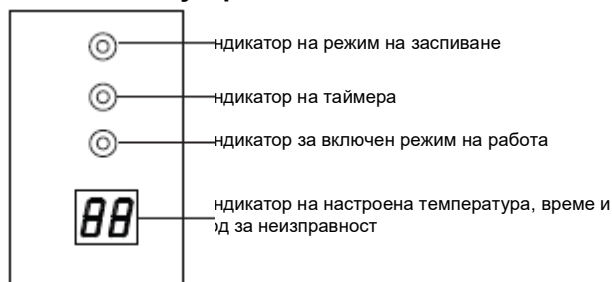 ндикатор на режим на заспиване
ндикатор на таймера
ндикатор за включен режим на работа
88
ндикатор на настроена температура, време и
од за неизправност